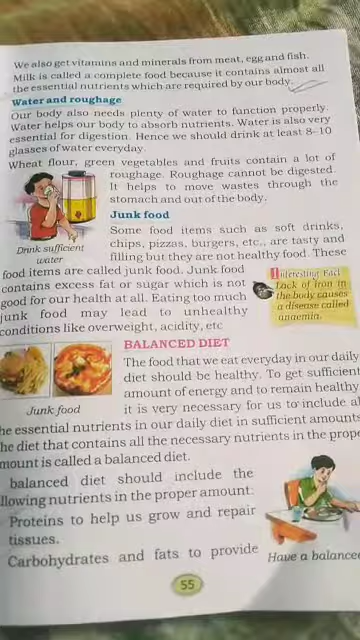 We also get vitamins and minerals from meat, egg and fish.
Milk is called a complete food because it contains almost all
the essential nutrients which are required by our body.
Water and roughage
Our body also needs plenty of water to function properly.
Water helps our body to absorb nutrients. Water is also very
essential for digestion. Hence we should drink at least 8–10
glasses of water everyday.
Wheat flour, green vegetables and fruits contain a lot of
roughage. Roughage cannot be digested.
It helps to move wastes through the
stomach and out of the body.
Drink sufficient
water
Junk food
Some food items such as soft drinks,
chips, pizzas, burgers, etc., are tasty and
filling but they are not healthy food. These
food items are called junk food. Junk food
contains excess fat or sugar which is not
good for our health at all. Eating too much
junk food may lead to unhealthy
conditions like overweight, acidity, etc
Interesting Fact
Lack of iron in
the body causes
a disease called
anaemia.
BALANCED DIET
The food that we eat everyday in our daily
diet should be healthy. To get sufficient
amount of energy and to remain healthy
it is very necessary for us to include al
Junk food
he essential nutrients in our daily diet in sufficient amounts
he diet that contains all the necessary nutrients in the prope
mount is called a balanced diet.
balanced diet should include the
llowing nutrients in the proper amount:
Proteins to help us grow and repair
tissues.
Carbohydrates and fats to provide
Have a balance
55